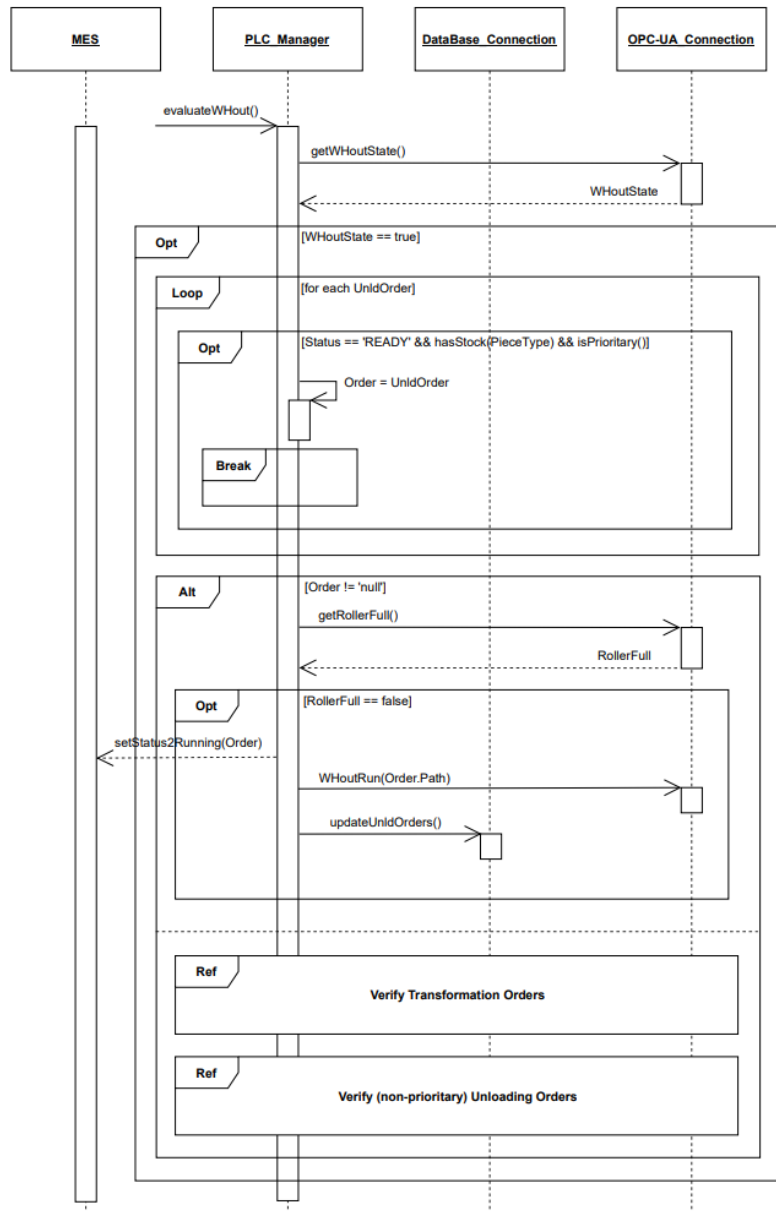 MES
PLC_Manager
DataBase_Connection
OPC-UA_Connection
evaluateWHout()
getWHoutState()
WHoutState
Opt
[WHoutState == true]
Loop
[for each UnldOrder]
Opt
[Status == 'READY' && hasStock(PieceType) && isPrioritary()]
Order = UnldOrder
Break
Alt
[Order != 'null']
getRollerFull()
RollerFull
Opt
[RollerFull == false]
setStatus2Running(Order)
WHoutRun(Order.Path)
updateUnldOrders()
Ref
Verify Transformation Orders
Ref
Verify (non-prioritary) Unloading Orders